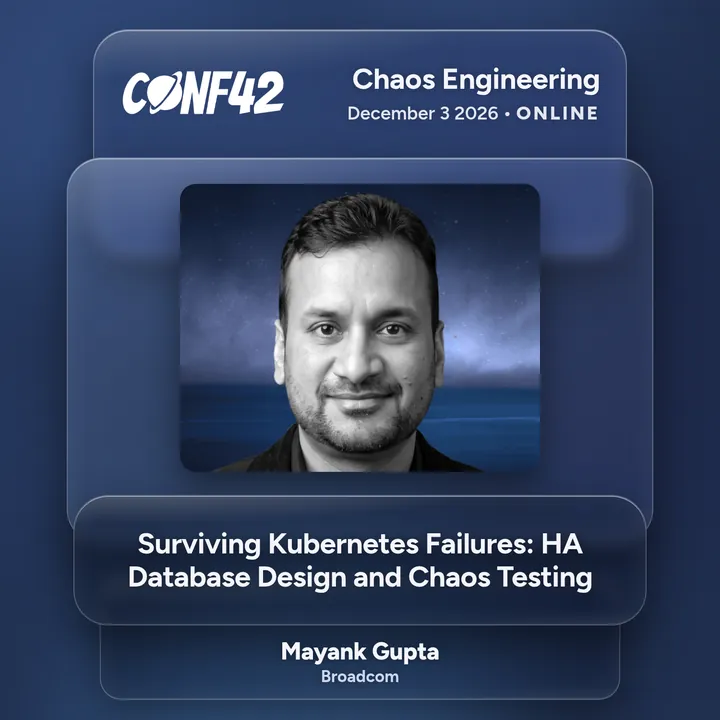 CONF42
Chaos Engineering
December 3 2026 • ONLINE
Surviving Kubernetes Failures: HA
Database Design and Chaos Testing
Mayank Gupta
Broadcom